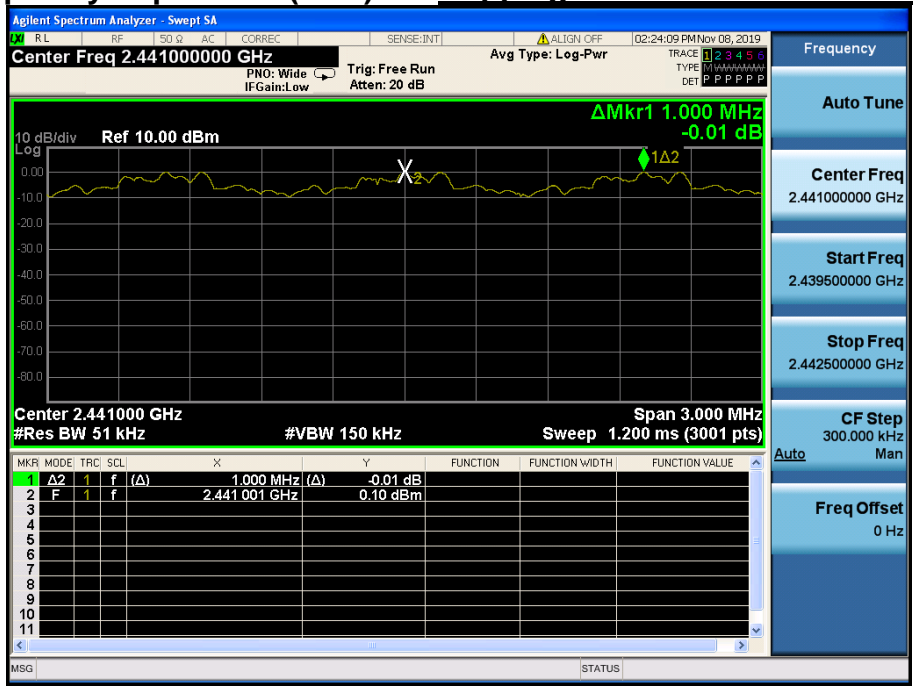 Agilent Spectrum Analyzer - Swept SA
LXI RL RF 50 Ω AC CORREC SENSE:INT ALIGN OFF 02:24:09 PM Nov 08, 2019
Center Freq 2.441000000 GHz
PNO: Wide
IFGain:Low
Trig: Free Run
Atten: 20 dB
Avg Type: Log-Pwr
TRACE 1 2 3 4 5 6
TYPE MWWWWW
DET P P P P P P
ΔMkr1 1.000 MHz
-0.01 dB
10 dB/div Ref 10.00 dBm
Log
0.00
-10.0
-20.0
-30.0
-40.0
-50.0
-60.0
-70.0
-80.0
1Δ2
X2
Center 2.441000 GHz Span 3.000 MHz
#Res BW 51 kHz #VBW 150 kHz Sweep 1.200 ms (3001 pts)
MKR MODE TRC SCL X Y FUNCTION FUNCTION WIDTH FUNCTION VALUE
1 Δ2 1 f (Δ) 1.000 MHz (Δ) -0.01 dB
2 F 1 f 2.441 001 GHz 0.10 dBm
3
4
5
6
7
8
9
10
11
MSG STATUS
Frequency
Auto Tune
Center Freq
2.441000000 GHz
Start Freq
2.439500000 GHz
Stop Freq
2.442500000 GHz
CF Step
300.000 kHz
Auto Man
Freq Offset
0 Hz